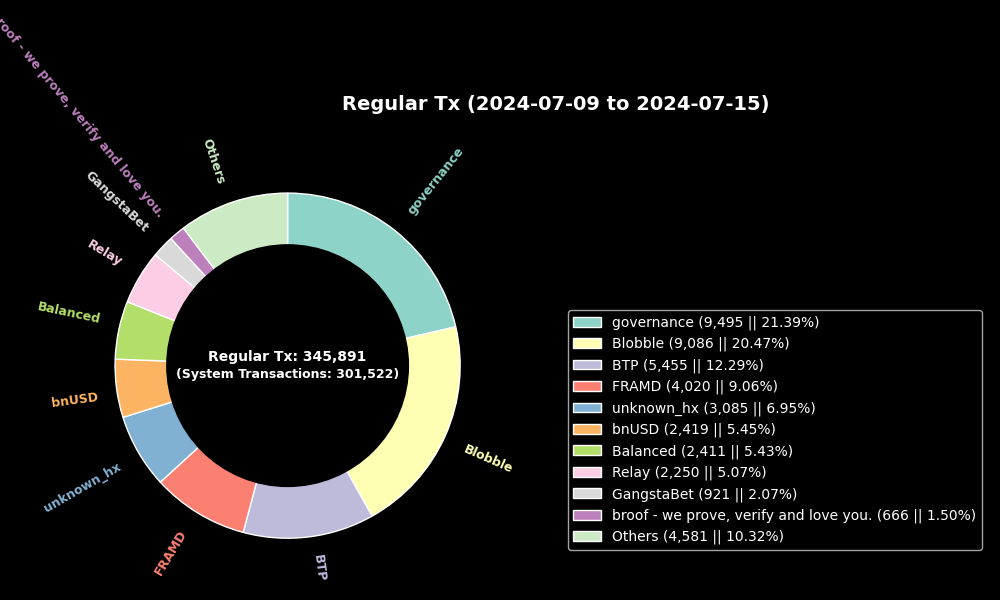 Regular Tx (2024-07-09 to 2024-07-15)
roof - we prove, verify and love you.
Others
governance
GangstaBet
Relay
Balanced
bnUSD
unknown_hx
FRAMD
BTP
Blobble
Regular Tx: 345,891
(System Transactions: 301,522)
governance (9,495 || 21.39%)
Blobble (9,086 || 20.47%)
BTP (5,455 || 12.29%)
FRAMD (4,020 || 9.06%)
unknown_hx (3,085 || 6.95%)
bnUSD (2,419 || 5.45%)
Balanced (2,411 || 5.43%)
Relay (2,250 || 5.07%)
GangstaBet (921 || 2.07%)
broof - we prove, verify and love you. (666 || 1.50%)
Others (4,581 || 10.32%)